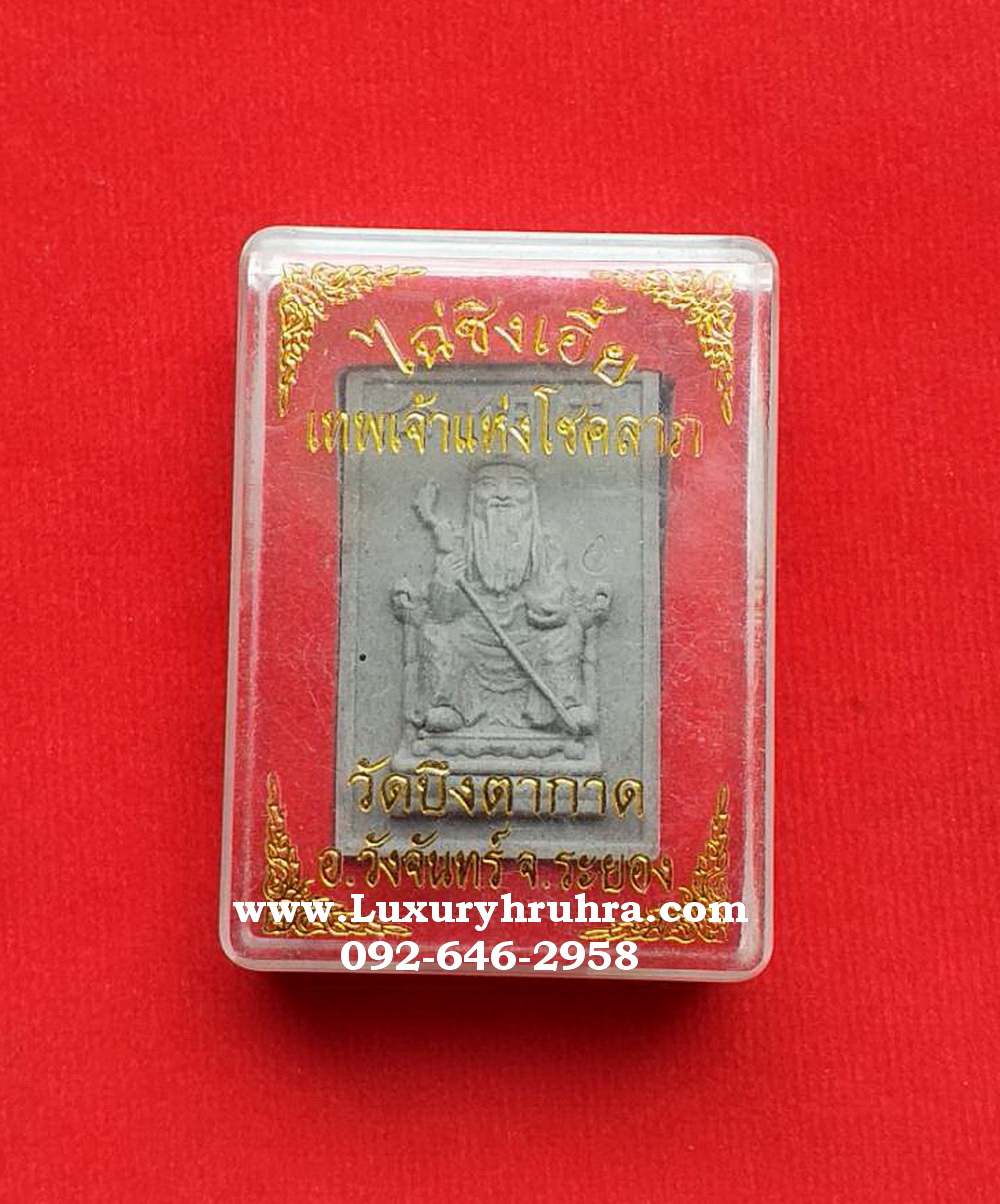 ไฉ่ซิงเอี้ย
เทพเจ้าแห่งโชคลาภ
วัดบึงตากาด
อ.วังจันทร์ จ.ระยอง
www.Luxuryhruhra.com
092-646-2958